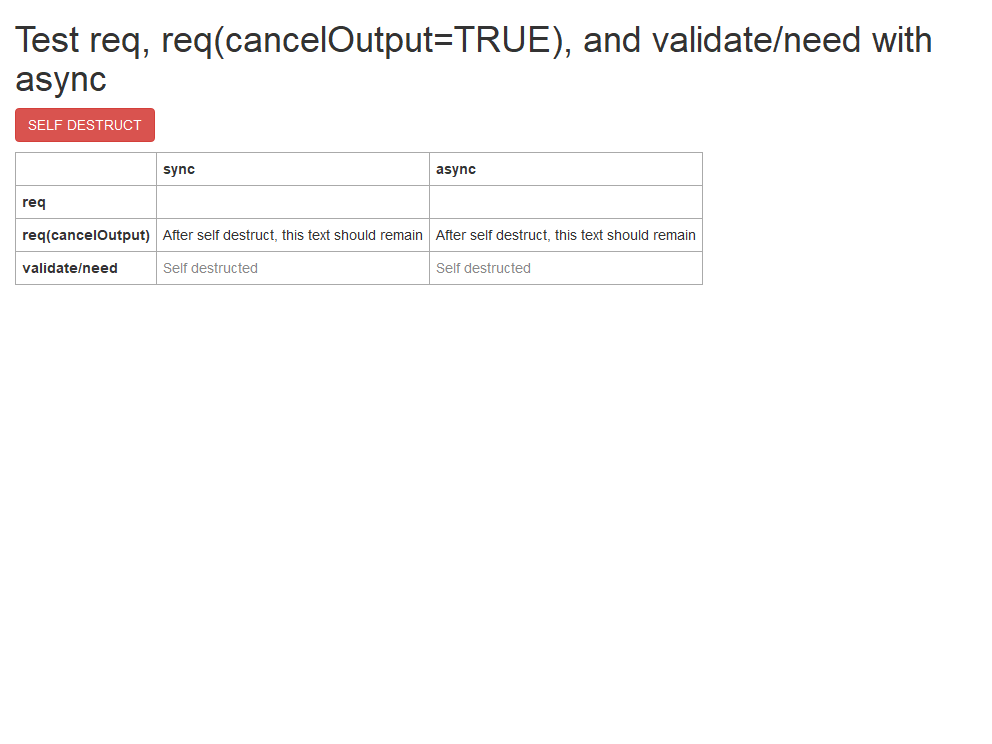 Test req, req(cancelOutput=TRUE), and validate/need with
async
SELF DESTRUCT
sync async
req
req(cancelOutput) After self destruct, this text should remain After self destruct, this text should remain
validate/need Self destructed Self destructed